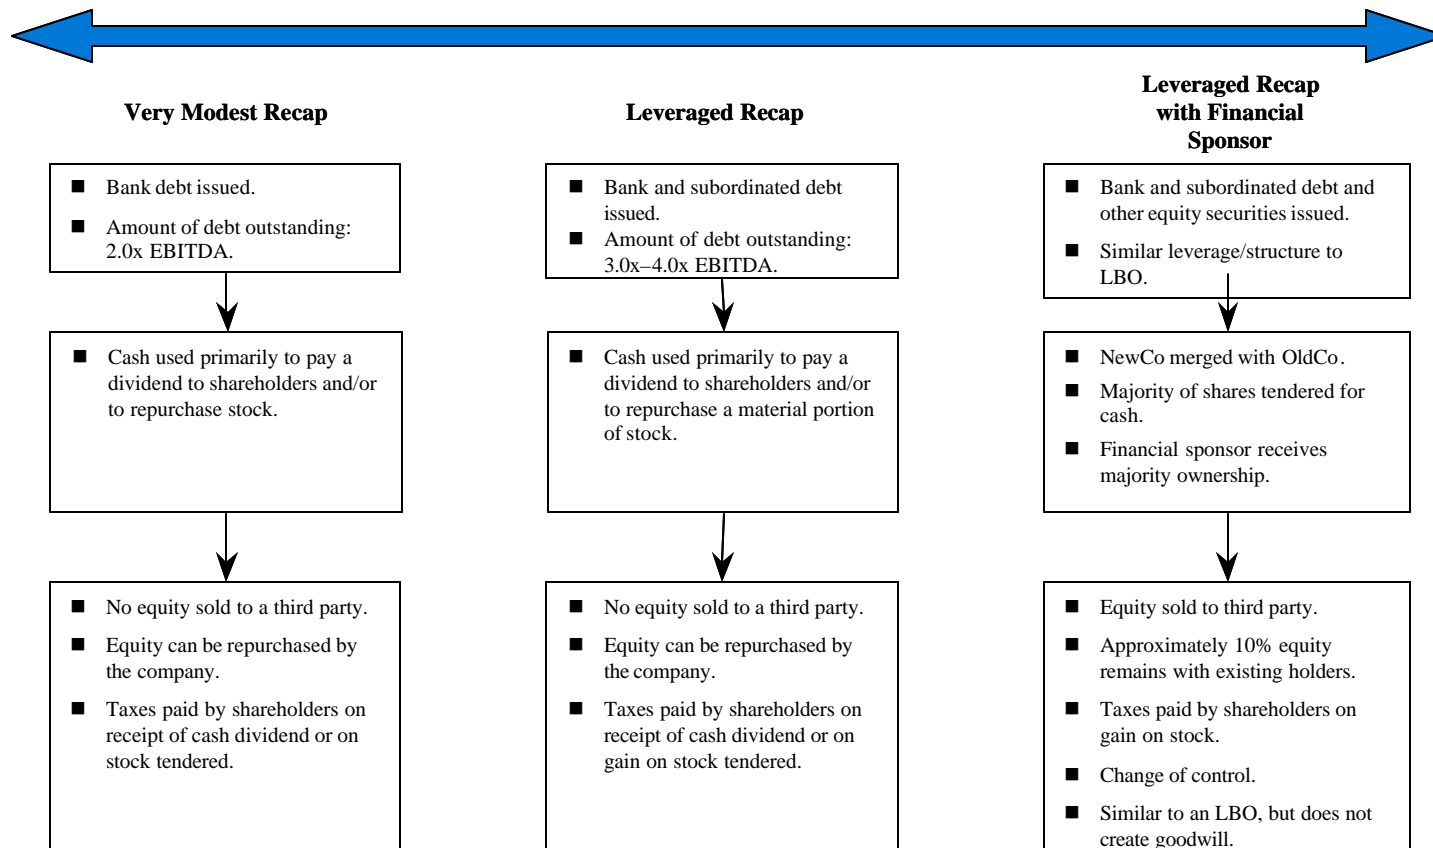 Very Modest Recap
■ Bank debt issued.
■ Amount of debt outstanding:
2.0x EBITDA.
■ Cash used primarily to pay a
dividend to shareholders and/or
to repurchase stock.
■ No equity sold to a third party.
■ Equity can be repurchased by
the company.
■ Taxes paid by shareholders on
receipt of cash dividend or on
stock tendered.
Leveraged Recap
■ Bank and subordinated debt
issued.
■ Amount of debt outstanding:
3.0x–4.0x EBITDA.
■ Cash used primarily to pay a
dividend to shareholders and/or
to repurchase a material portion
of stock.
■ No equity sold to a third party.
■ Equity can be repurchased by
the company.
■ Taxes paid by shareholders on
receipt of cash dividend or on
gain on stock tendered.
Leveraged Recap
with Financial
Sponsor
■ Bank and subordinated debt and
other equity securities issued.
■ Similar leverage/structure to
LBO.
■ NewCo merged with OldCo.
■ Majority of shares tendered for
cash.
■ Financial sponsor receives
majority ownership.
■ Equity sold to third party.
■ Approximately 10% equity
remains with existing holders.
■ Taxes paid by shareholders on
gain on stock.
■ Change of control.
■ Similar to an LBO, but does not
create goodwill.